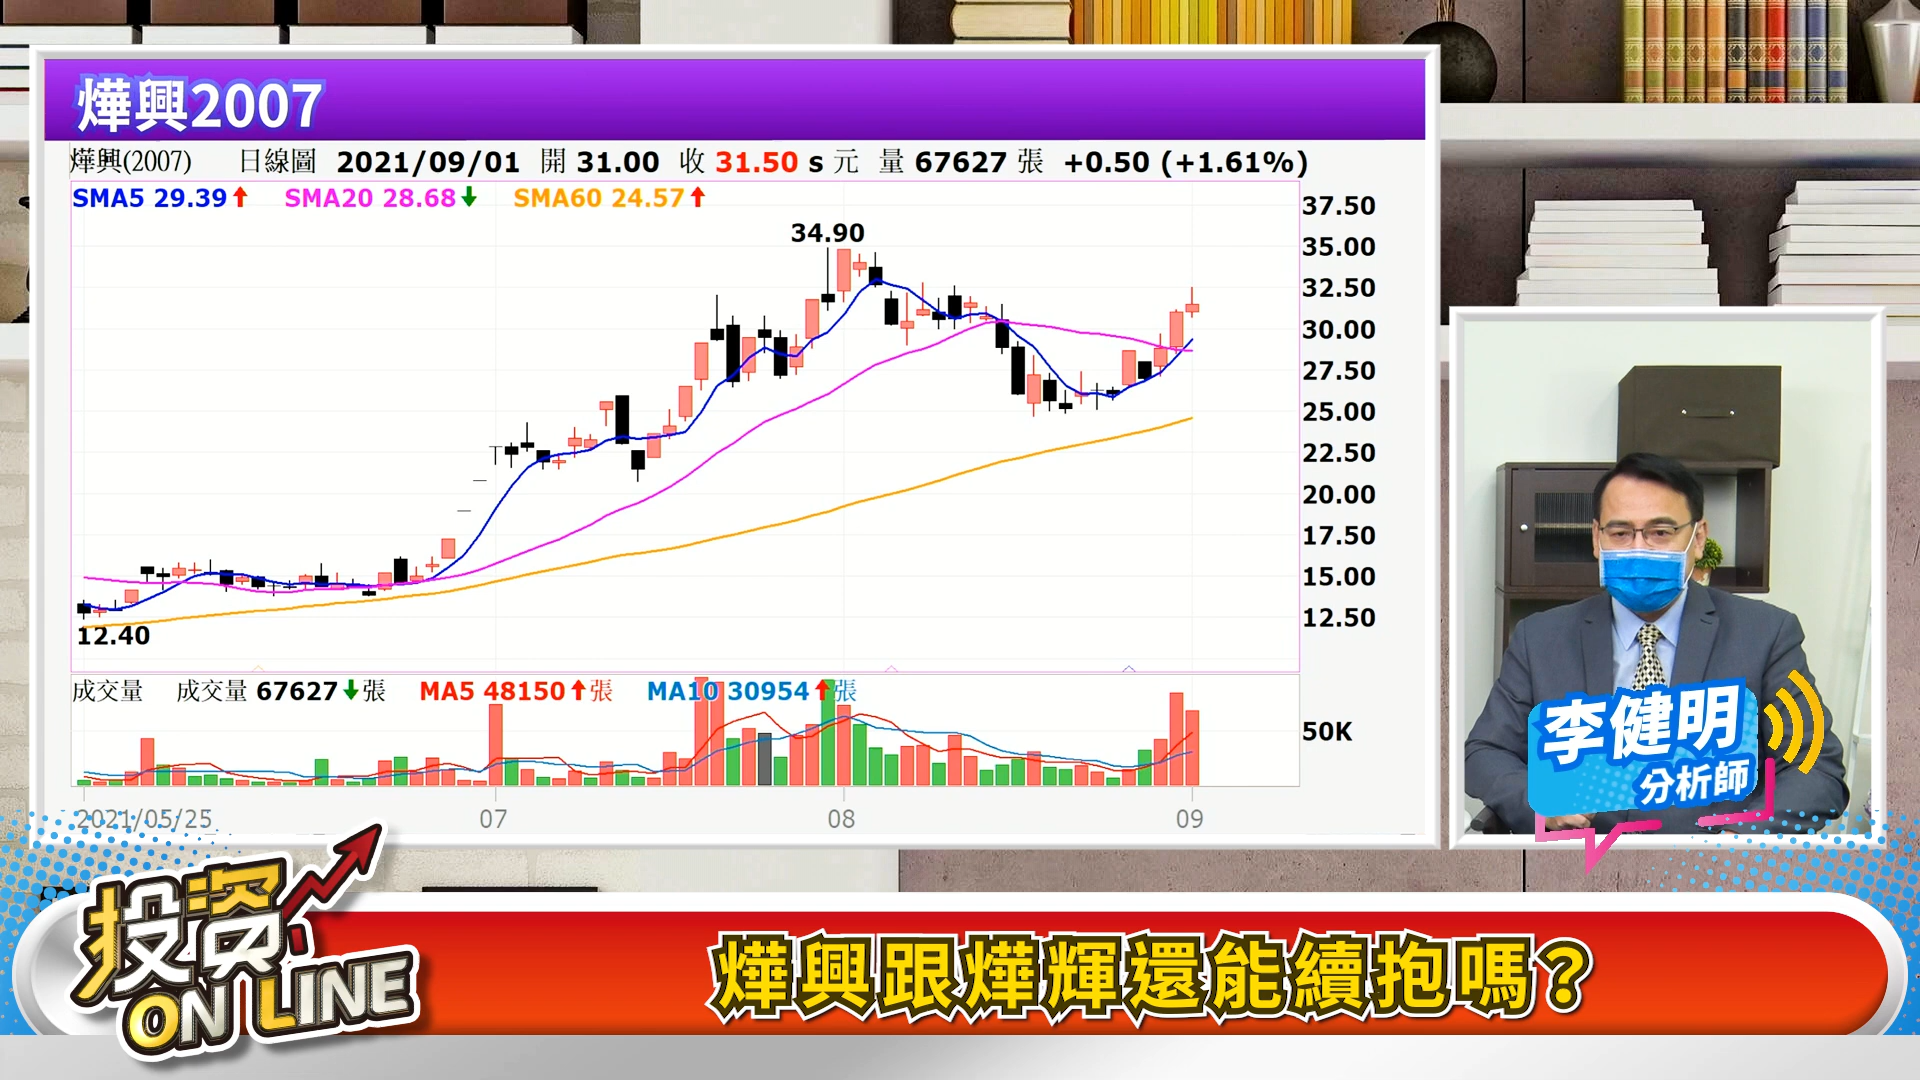 燁興2007
燁興(2007) 日線圖 2021/09/01 開 31.00 收 31.50 s 元 量 67627 張 +0.50 (+1.61%)
SMA5 29.39↑ SMA20 28.68↓ SMA60 24.57↑
37.50
34.90
35.00
32.50
30.00
27.50
25.00
22.50
20.00
17.50
15.00
12.50
12.40
成交量 成交量 67627↓張 MA5 48150↑張 MA10 30954↑張
50K
2021/05/25 07 08 09
李健明
分析師
投資
ON LINE
燁興跟燁輝還能續抱嗎？